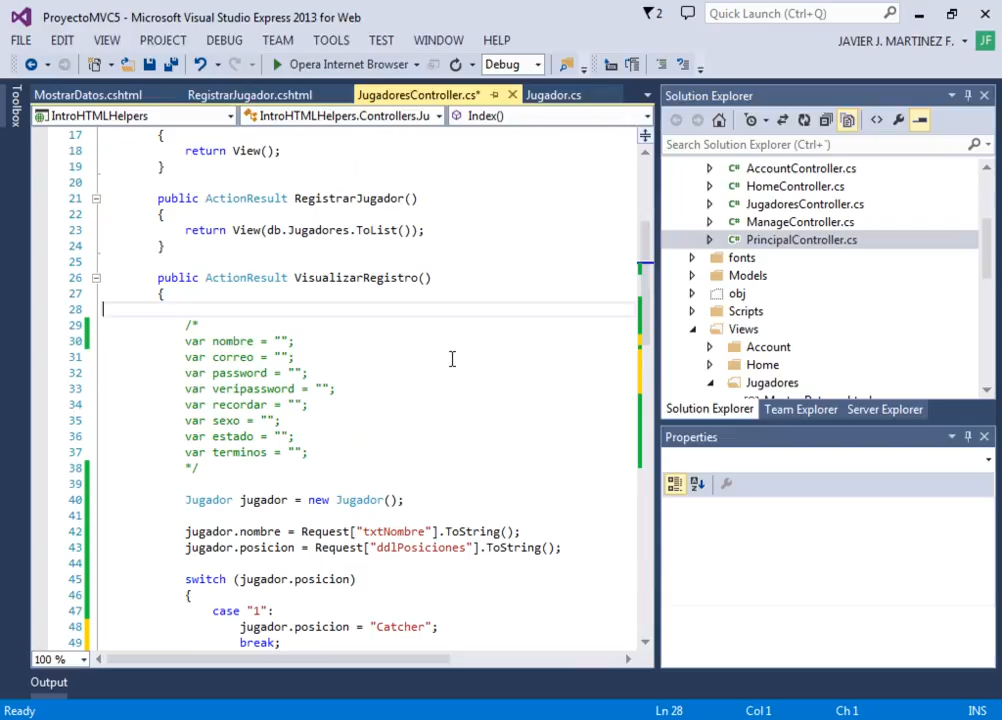 ProyectoMVC5 - Microsoft Visual Studio Express 2013 for Web
2
Quick Launch (Ctrl+Q)
FILE EDIT VIEW PROJECT DEBUG TEAM TOOLS TEST WINDOW HELP
JAVIER J. MARTINEZ F. JF
Opera Internet Browser Debug
Toolbox
MostrarDatos.cshtml RegistrarJugador.cshtml JugadoresController.cs* Jugador.cs
IntroHTMLHelpers IntroHTMLHelpers.Controllers.Ju Index()
17 {
18 return View();
19 }
20
21 public ActionResult RegistrarJugador()
22 {
23 return View(db.Jugadores.ToList());
24 }
25
26 public ActionResult VisualizarRegistro()
27 {
28
29 /*
30 var nombre = "";
31 var correo = "";
32 var password = "";
33 var veripassword = "";
34 var recordar = "";
35 var sexo = "";
36 var estado = "";
37 var terminos = "";
38 */
39
40 Jugador jugador = new Jugador();
41
42 jugador.nombre = Request["txtNombre"].ToString();
43 jugador.posicion = Request["ddlPosiciones"].ToString();
44
45 switch (jugador.posicion)
46 {
47 case "1":
48 jugador.posicion = "Catcher";
49 break;
100 %
Solution Explorer
Search Solution Explorer (Ctrl+´)
C# AccountController.cs
C# HomeController.cs
C# JugadoresController.cs
C# ManageController.cs
C# PrincipalController.cs
fonts
Models
obj
Scripts
Views
Account
Home
Jugadores
Solution Explorer Team Explorer Server Explorer
Properties
Output
Ready Ln 28 Col 1 Ch 1 INS